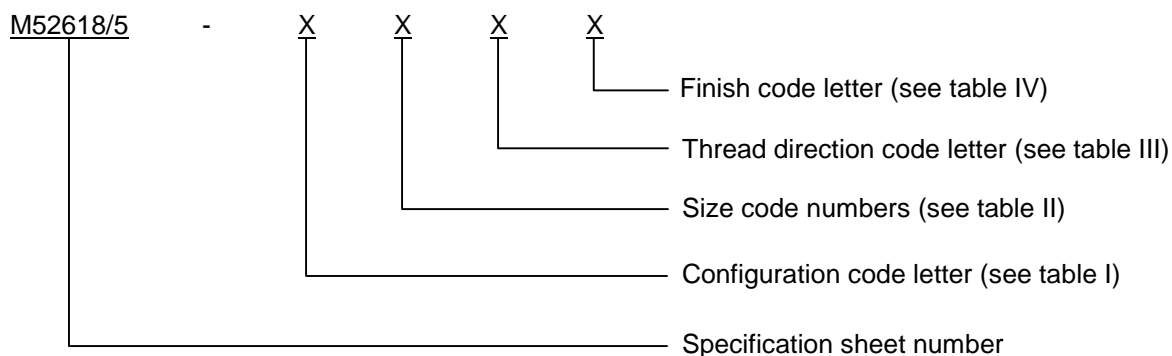 M52618/5 - X X X X
Finish code letter (see table IV)
Thread direction code letter (see table III)
Size code numbers (see table II)
Configuration code letter (see table I)
Specification sheet number